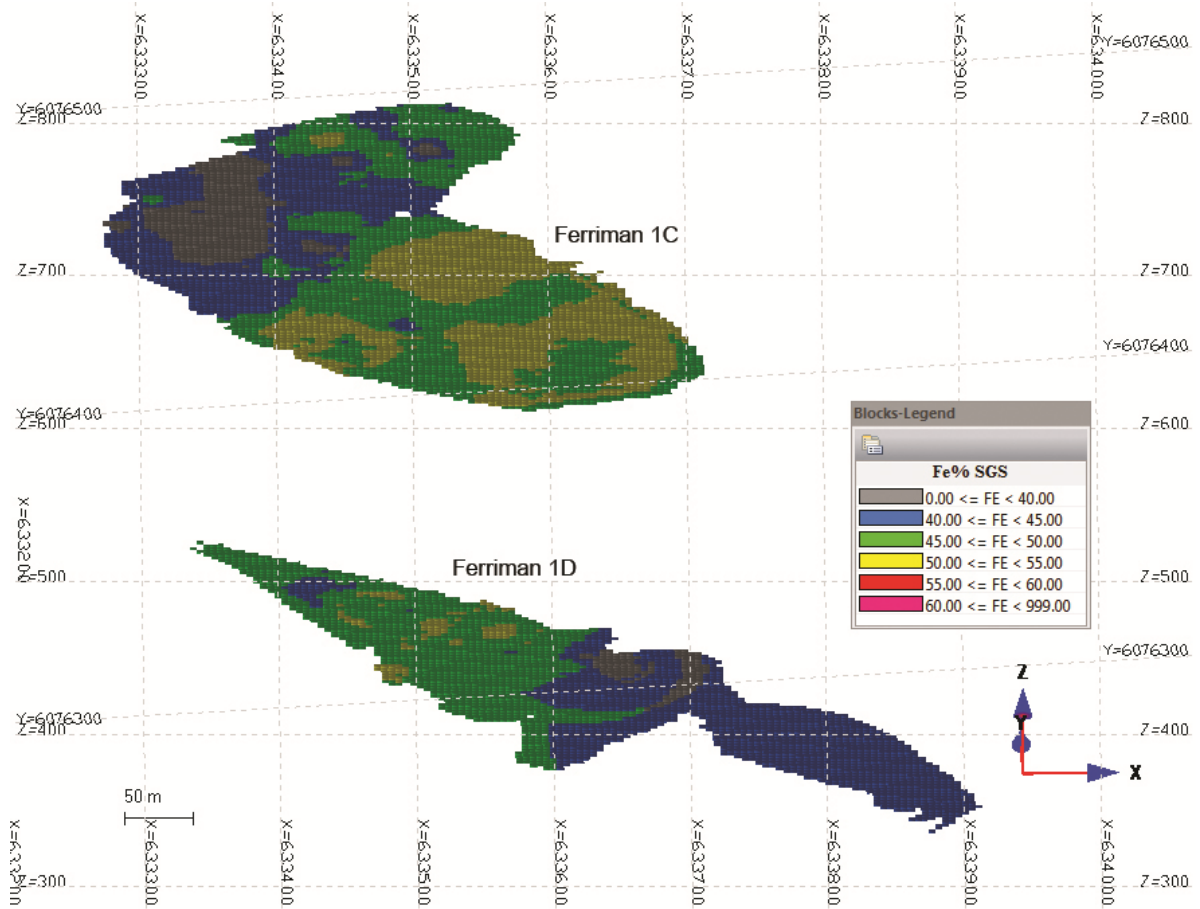 X=633300
X=633400
X=633500
X=633600
X=633700
X=633800
X=633900
X=634000
Y=6076500
Y=6076500
Z=800
Z=800
Ferriman 1C
Z=700
Z=700
Y=6076400
Y=6076400
Z=600
Z=600
Blocks-Legend
Fe% SGS
0.00 <= FE < 40.00
40.00 <= FE < 45.00
45.00 <= FE < 50.00
50.00 <= FE < 55.00
55.00 <= FE < 60.00
60.00 <= FE < 999.00
X=633200
Ferriman 1D
Z=500
Z=500
Y=6076300
Y=6076300
Z=400
Z=400
Z
Y
X
50 m
X=633200
X=633300
X=633400
X=633500
X=633600
X=633700
X=633800
X=633900
X=634000
Z=300
Z=300